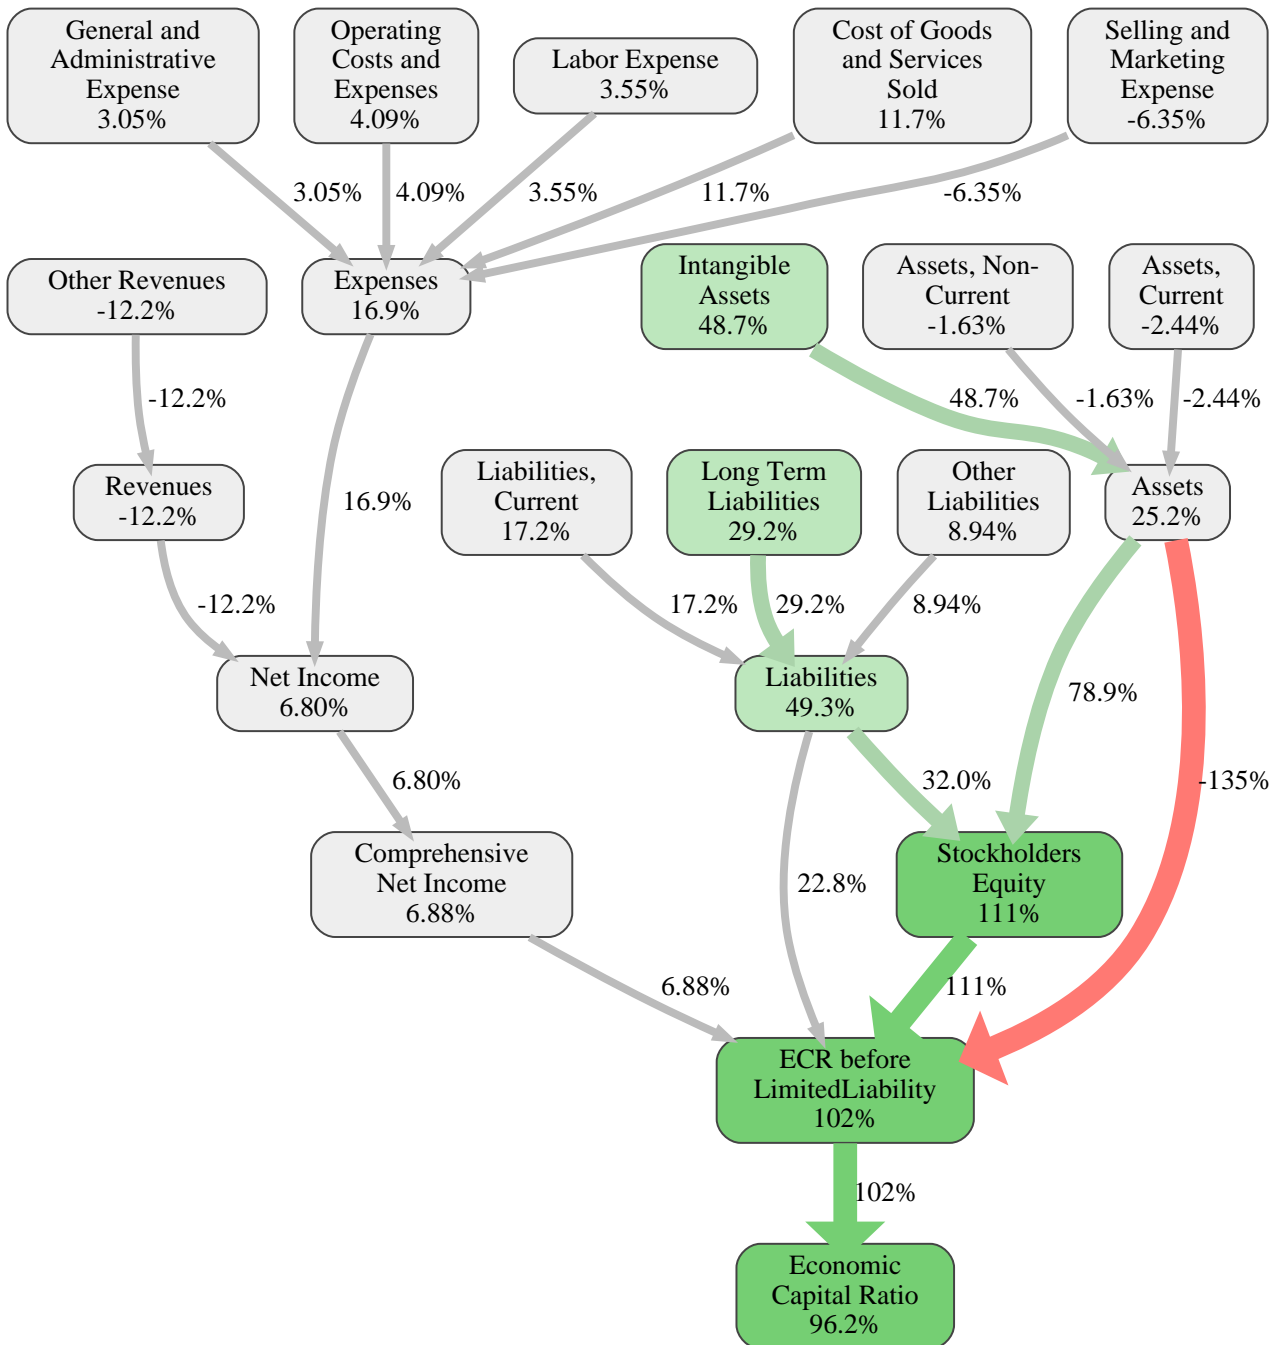 General and
Administrative
Expense
3.05%
Operating
Costs and
Expenses
4.09%
Labor Expense
3.55%
Cost of Goods
and Services
Sold
11.7%
Selling and
Marketing
Expense
-6.35%
3.05%
4.09%
3.55%
11.7%
-6.35%
Other Revenues
-12.2%
Expenses
16.9%
Intangible
Assets
48.7%
Assets, Non-
Current
-1.63%
Assets,
Current
-2.44%
-12.2%
48.7%
-1.63%
-2.44%
Revenues
-12.2%
16.9%
Liabilities,
Current
17.2%
Long Term
Liabilities
29.2%
Other
Liabilities
8.94%
Assets
25.2%
-12.2%
17.2%
29.2%
8.94%
Net Income
6.80%
Liabilities
49.3%
78.9%
6.80%
32.0%
-135%
Comprehensive
Net Income
6.88%
22.8%
Stockholders
Equity
111%
6.88%
111%
ECR before
LimitedLiability
102%
102%
Economic
Capital Ratio
96.2%